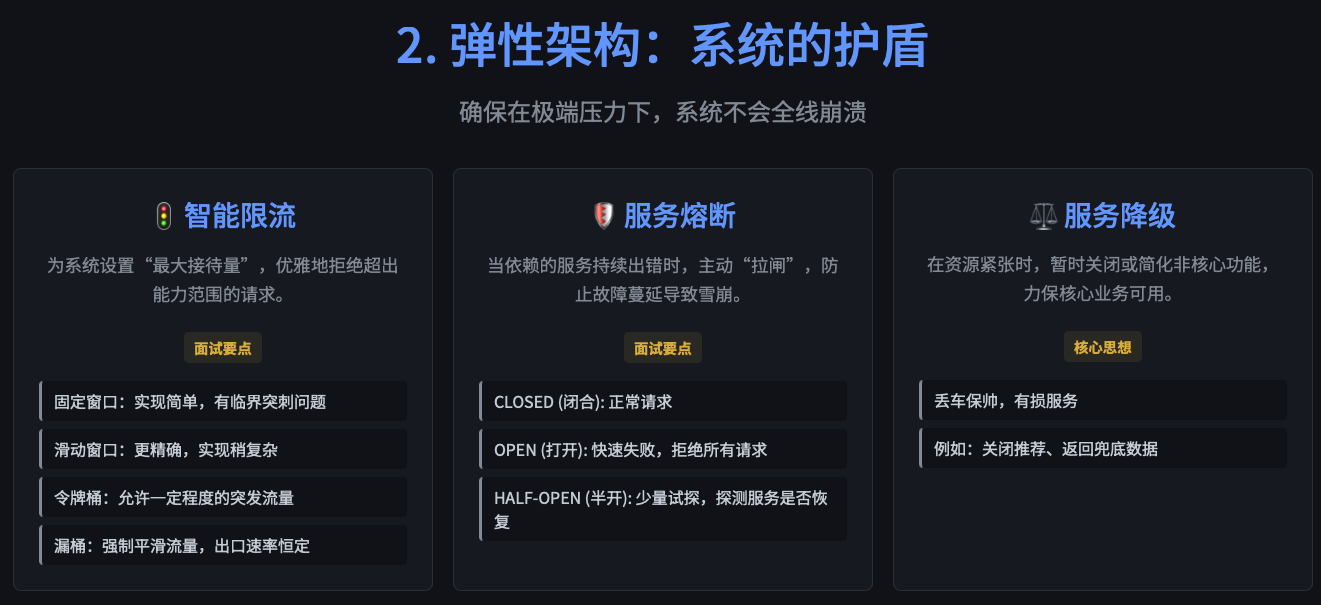 2. 弹性架构：系统的护盾
确保在极端压力下，系统不会全线崩溃
智能限流
为系统设置“最大接待量”，优雅地拒绝超出
能力范围的请求。
面试要点
固定窗口：实现简单，有临界突刺问题
滑动窗口：更精确，实现稍复杂
令牌桶：允许一定程度的突发流量
漏桶：强制平滑流量，出口速率恒定
服务熔断
当依赖的服务持续出错时，主动“拉闸”，防
止故障蔓延导致雪崩。
面试要点
CLOSED (闭合): 正常请求
OPEN (打开): 快速失败，拒绝所有请求
HALF-OPEN (半开): 少量试探，探测服务是否恢
复
服务降级
在资源紧张时，暂时关闭或简化非核心功能，
力保核心业务可用。
核心思想
丢车保帅，有损服务
例如：关闭推荐、返回兜底数据